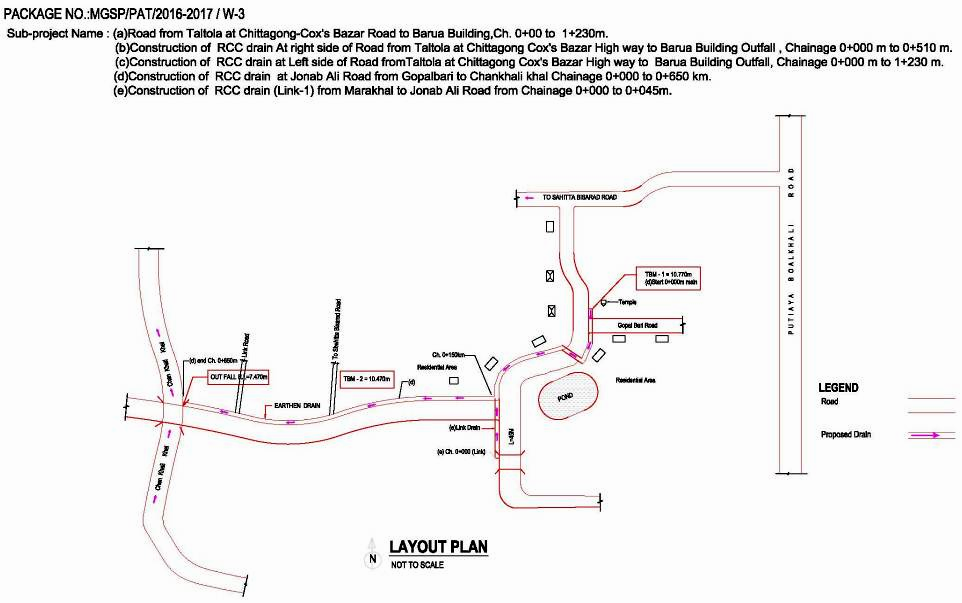 PACKAGE NO.:MGSP/PAT/2016-2017 / W-3
Sub-project Name : (a)Road from Taltola at Chittagong-Cox's Bazar Road to Barua Building,Ch. 0+00 to 1+230m.
(b)Construction of RCC drain At right side of Road from Taltola at Chittagong Cox's Bazar High way to Barua Building Outfall , Chainage 0+000 m to 0+510 m.
(c)Construction of RCC drain at Left side of Road fromTaltola at Chittagong Cox's Bazar High way to Barua Building Outfall, Chainage 0+000 m to 1+230 m.
(d)Construction of RCC drain at Jonab Ali Road from Gopalbari to Chankhali khal Chainage 0+000 to 0+650 km.
(e)Construction of RCC drain (Link-1) from Marakhal to Jonab Ali Road from Chainage 0+000 to 0+045m.
TO SAHITTA BISARAD ROAD
PUTIAYA BOALKHALI ROAD
TBM - 1 = 10.770m
(d)Start 0+000m main
Temple
Gopal Bari Road
Chan Khali Khal
Link Road
To Shahitta Bisarad Road
Ch. 0+150km
(d) end Ch. 0+650m
Residential Area
OUT FALL B.L=7.470m
TBM - 2 = 10.470m
(d)
Residential Area
POND
LEGEND
Road
EARTHEN DRAIN
(e)Link Drain
L=45M
Proposed Drain
(e) Ch. 0+000 (Link)
Chan Khali Khal
N
LAYOUT PLAN
NOT TO SCALE